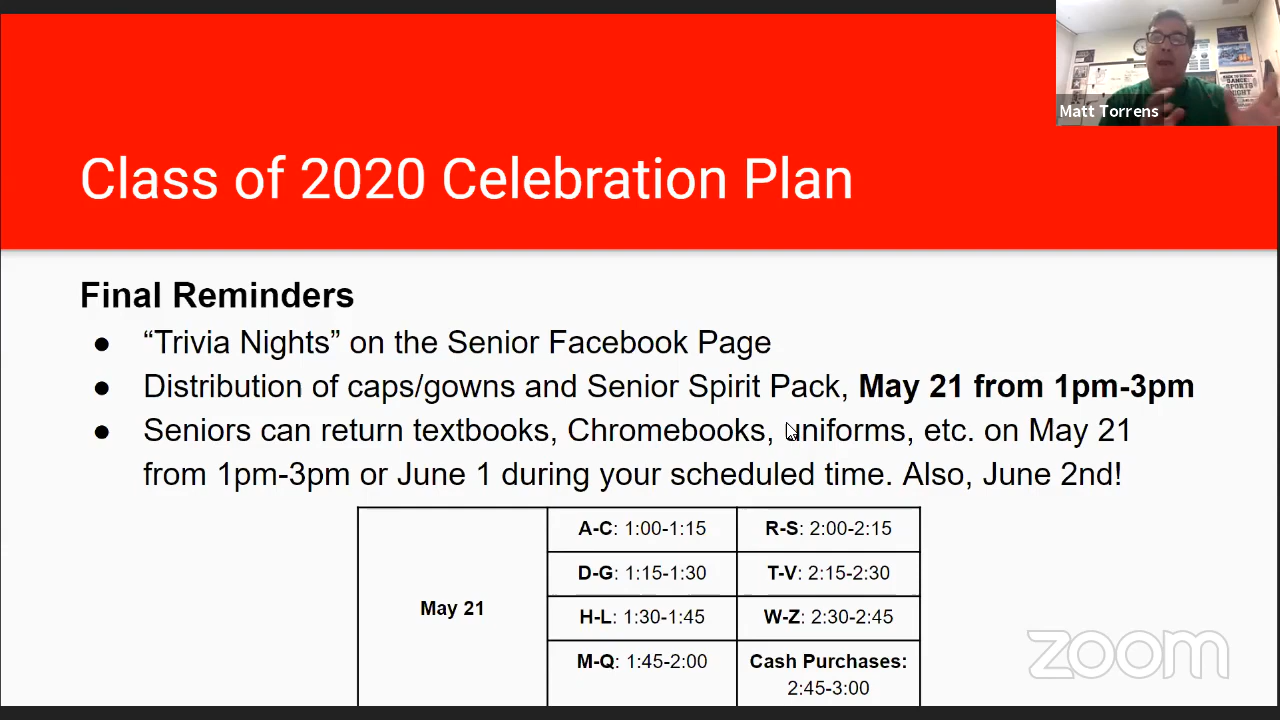 Matt Torrens
Class of 2020 Celebration Plan
Final Reminders
● “Trivia Nights” on the Senior Facebook Page
● Distribution of caps/gowns and Senior Spirit Pack, May 21 from 1pm-3pm
● Seniors can return textbooks, Chromebooks, uniforms, etc. on May 21
from 1pm-3pm or June 1 during your scheduled time. Also, June 2nd!
May 21
A-C: 1:00-1:15
R-S: 2:00-2:15
D-G: 1:15-1:30
T-V: 2:15-2:30
H-L: 1:30-1:45
W-Z: 2:30-2:45
M-Q: 1:45-2:00
Cash Purchases:
2:45-3:00
zoom